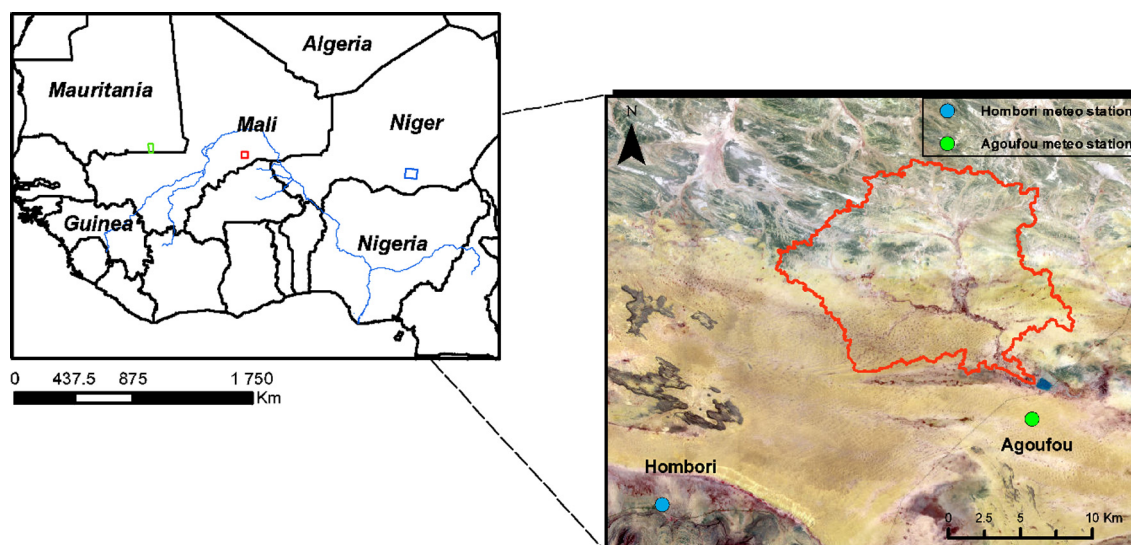 Algeria
Mauritania
Mali
Niger
Guinea
Nigeria
0 437.5 875 1 750
Km
N
Hombori meteo station
Agoufou meteo station
Agoufou
Hombori
0 2.5 5 10 Km